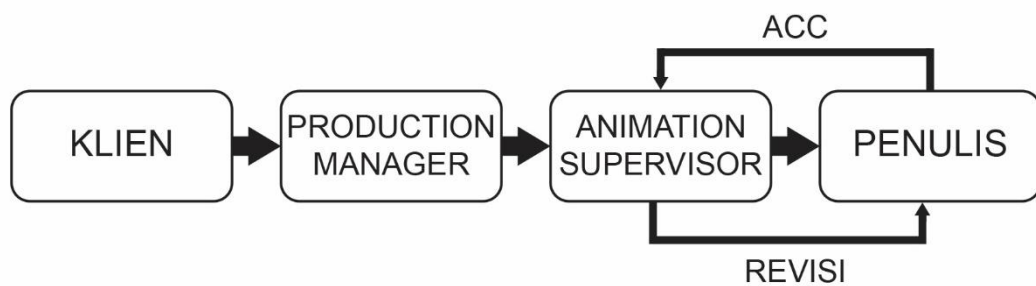 ACC
KLIEN
PRODUCTION
MANAGER
ANIMATION
SUPERVISOR
PENULIS
REVISI